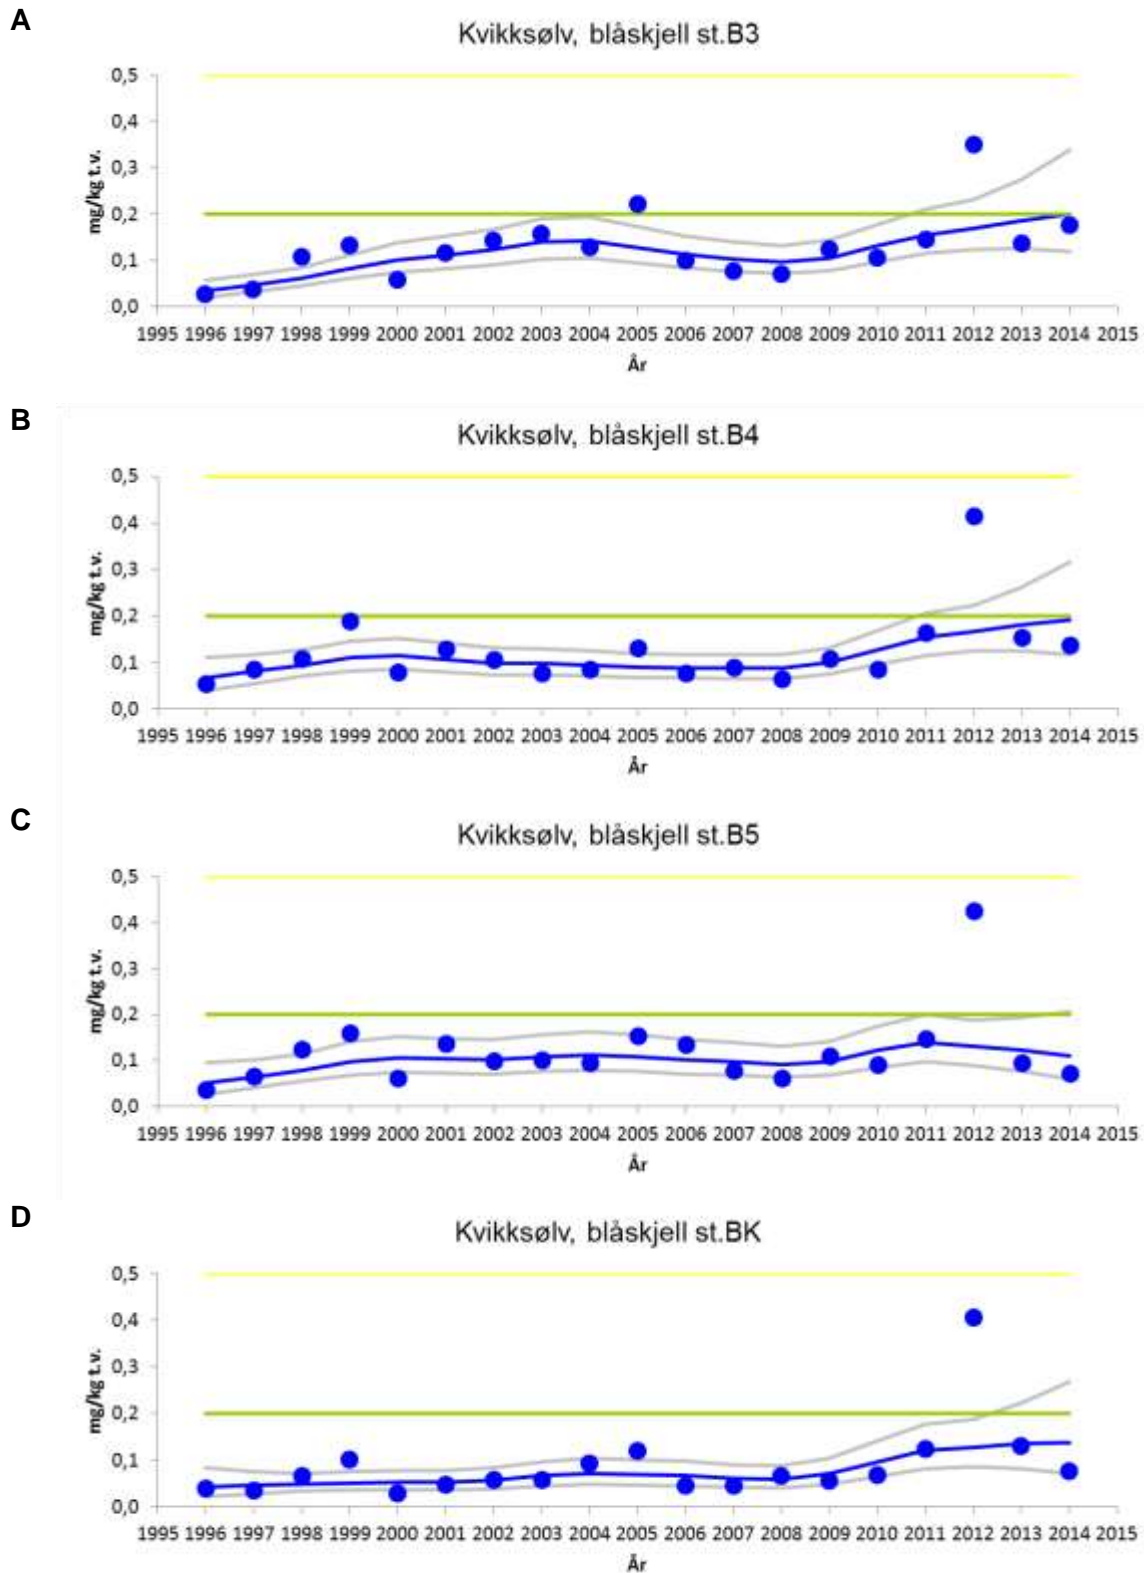 A
Kvikksølv, blåskjell st.B3
0,5
0,4
0,3
0,2
0,1
0,0
mg/kg t.v.
1995 1996 1997 1998 1999 2000 2001 2002 2003 2004 2005 2006 2007 2008 2009 2010 2011 2012 2013 2014 2015
År
B
Kvikksølv, blåskjell st.B4
0,5
0,4
0,3
0,2
0,1
0,0
mg/kg t.v.
1995 1996 1997 1998 1999 2000 2001 2002 2003 2004 2005 2006 2007 2008 2009 2010 2011 2012 2013 2014 2015
År
C
Kvikksølv, blåskjell st.B5
0,5
0,4
0,3
0,2
0,1
0,0
mg/kg t.v.
1995 1996 1997 1998 1999 2000 2001 2002 2003 2004 2005 2006 2007 2008 2009 2010 2011 2012 2013 2014 2015
År
D
Kvikksølv, blåskjell st.BK
0,5
0,4
0,3
0,2
0,1
0,0
mg/kg t.v.
1995 1996 1997 1998 1999 2000 2001 2002 2003 2004 2005 2006 2007 2008 2009 2010 2011 2012 2013 2014 2015
År